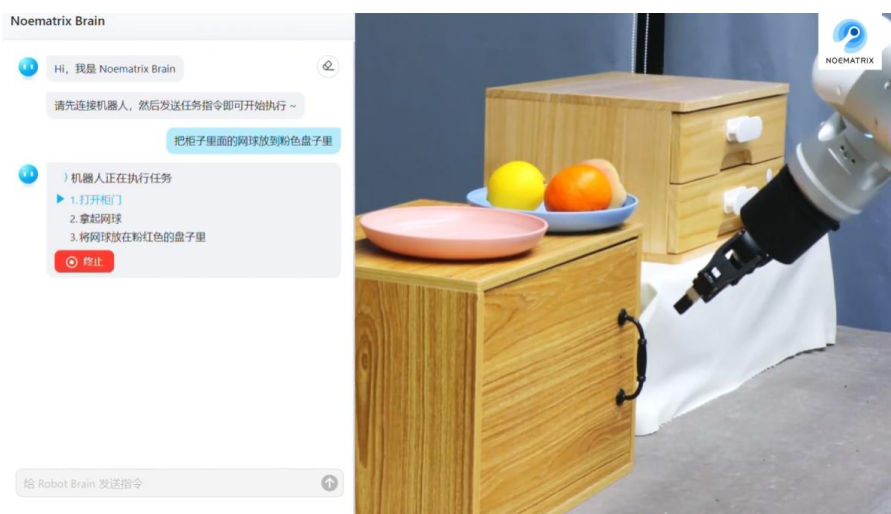 Noematrix Brain
Hi，我是 Noematrix Brain
请先连接机器人，然后发送任务指令即可开始执行 ~
把柜子里面的网球放到粉色盘子里
机器人正在执行任务
1.打开柜门
2.拿起网球
3.将网球放在粉红色的盘子里
终止
给 Robot Brain 发送指令
NOEMATRIX